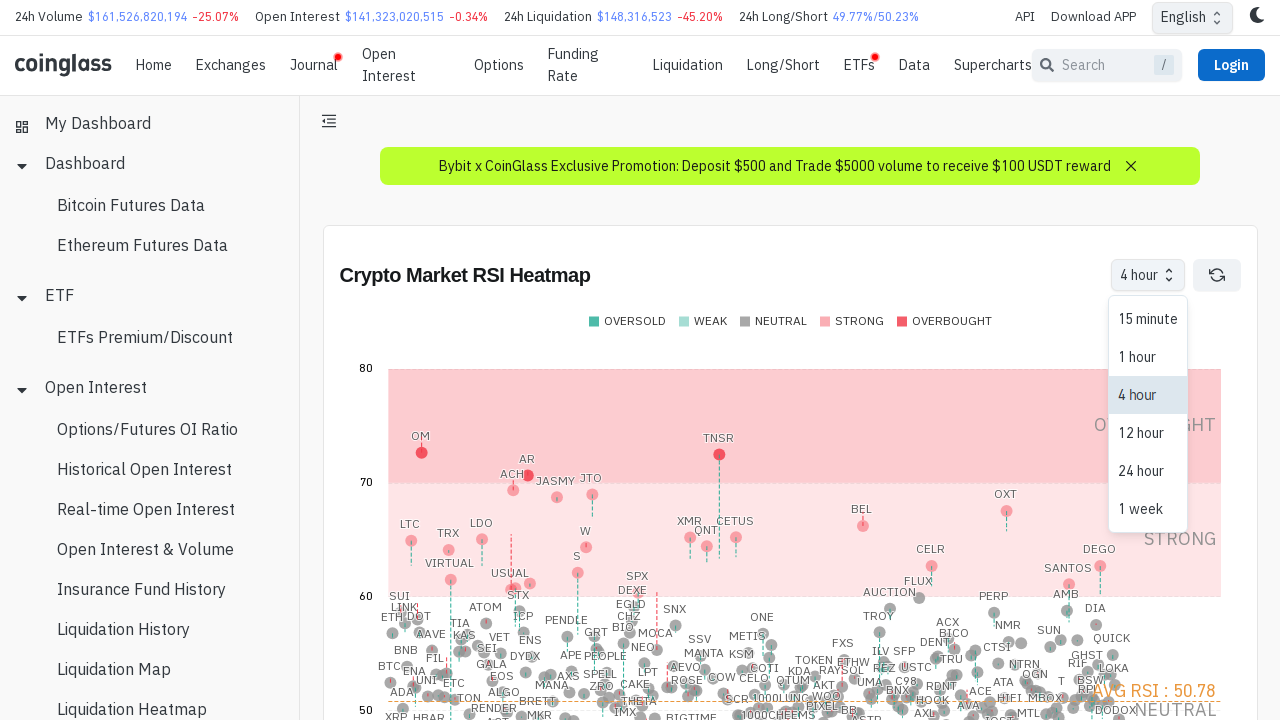 24h Volume $161,526,820,194 -25.07% Open Interest $141,323,020,515 -0.34% 24h Liquidation $148,316,523 -45.20% 24h Long/Short 49.77%/50.23% API Download APP English
coinglass Home Exchanges Journal Open Interest Options Funding Rate Liquidation Long/Short ETFs Data Supercharts Search / Login
My Dashboard
Dashboard
Bitcoin Futures Data
Ethereum Futures Data
ETF
ETFs Premium/Discount
Open Interest
Options/Futures OI Ratio
Historical Open Interest
Real-time Open Interest
Open Interest & Volume
Insurance Fund History
Liquidation History
Liquidation Map
Liquidation Heatmap
Bybit x CoinGlass Exclusive Promotion: Deposit $500 and Trade $5000 volume to receive $100 USDT reward
Crypto Market RSI Heatmap
4 hour
15 minute
1 hour
4 hour
12 hour
24 hour
1 week
OVERSOLD WEAK NEUTRAL STRONG OVERBOUGHT
80
OM TNSR
AR
70
ACH JASMY JTO
OXT
BEL
LTC TRX LDO W XMR QNT CETUS
CELR DEGO
VIRTUAL S
USUAL SPX SANTOS
STRONG
60
SUI STX DEXE FLUX
LINK ATOM EGLD SNX AUCTION PERP AMB
ETH DOT TIA ICP PENDLE CHZ ONE TROY DIA
AAVE KAS VET ENS GRT BIO MOCA SSV METIS FXS ACX BICO NMR SUN QUICK
BNB FIL SEI DYDX APE PEOPLE NEO MANTA KSM TOKEN ETHW ILV SFP DENT CTSI GHST
BTC UNI GALA AXS SPELL LPT AEVO COTI KDA RAYSOL REZ USTC TRU NTRN RIF LOKA
ADA ETC EOS MANA ZRO CAKE ROSE COW CELO QTUM AKT UMA C98 RDNT OGN T BSW
TON ALGO BRETT THETA SCR 1000LUNC WOO BNX HOOK ACE HIFI MBOX
AVG RSI : 50.78
50
XRP HBAR RENDER MKR IMX BIGTIME 1000CHEEMS PIXEL AXL AVA MTL DODOX NEUTRAL